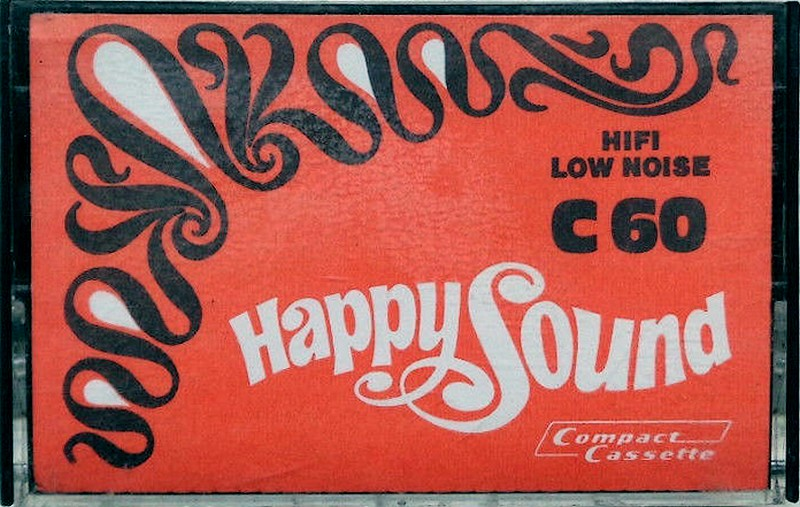 HIFI
LOW NOISE
C 60
Happy Sound
Compact
Cassette